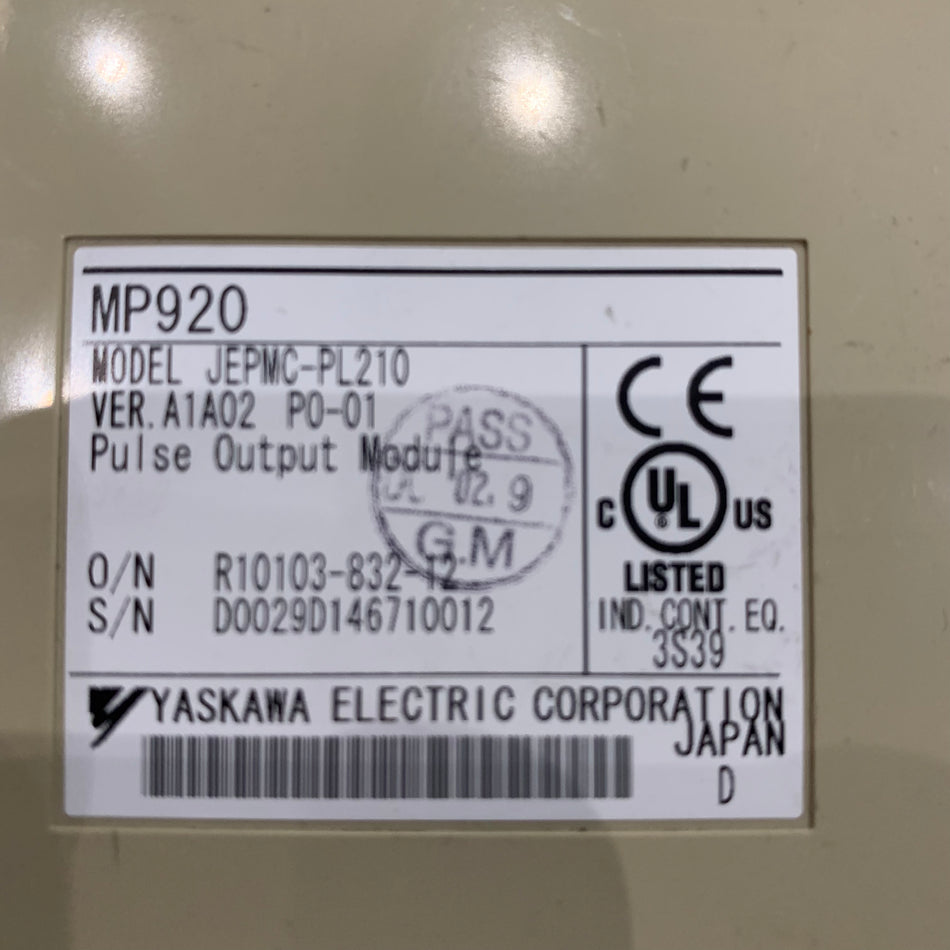 MP920
MODEL JEPMC-PL210
VER. A1A02 PO-01
Pulse Output Module
PASS
02. 9
G.M
O/N R10103-832-12
S/N D0029D146710012
CE
C UL US
LISTED
IND. CONT. EQ.
3S39
YASKAWA ELECTRIC CORPORATION
JAPAN
D